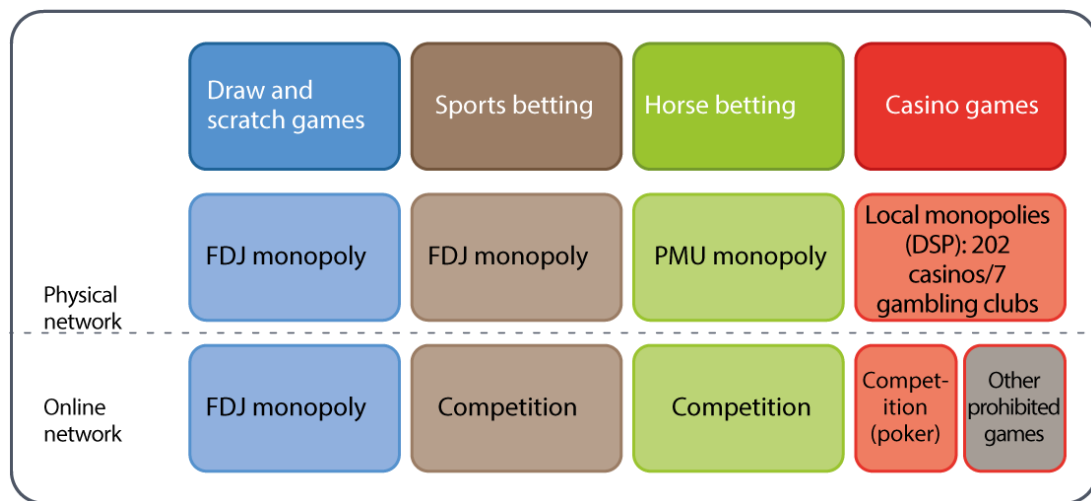 Draw and
scratch games
Sports betting
Horse betting
Casino games
Physical
network
FDJ monopoly
FDJ monopoly
PMU monopoly
Local monopolies
(DSP): 202
casinos/7
gambling clubs
Online
network
FDJ monopoly
Competition
Competition
Compet-
ition
(poker)
Other
prohibited
games